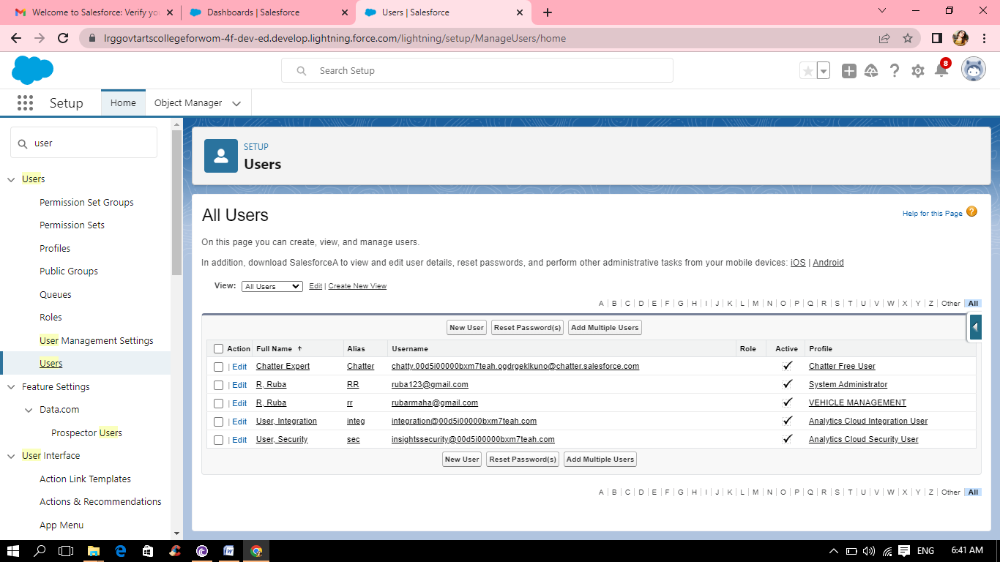 Welcome to Salesforce: Verify yo
Dashboards | Salesforce
Users | Salesforce
lrggovtartscollegeforwom-4f-dev-ed.develop.lightning.force.com/lightning/setup/ManageUsers/home
Search Setup
8
Setup
Home
Object Manager
user
Users
Permission Set Groups
Permission Sets
Profiles
Public Groups
Queues
Roles
User Management Settings
Users
Feature Settings
Data.com
Prospector Users
User Interface
Action Link Templates
Actions & Recommendations
App Menu
SETUP
Users
All Users
Help for this Page ?
On this page you can create, view, and manage users.
In addition, download SalesforceA to view and edit user details, reset passwords, and perform other administrative tasks from your mobile devices: iOS | Android
View: All Users Edit | Create New View
A | B | C | D | E | F | G | H | I | J | K | L | M | N | O | P | Q | R | S | T | U | V | W | X | Y | Z | Other | All
New User Reset Password(s) Add Multiple Users
Action Full Name ↑ Alias Username Role Active Profile
| Edit Chatter Expert Chatter chatty.00d5i00000bxm7teah.ogdrgeklkuno@chatter.salesforce.com ✓ Chatter Free User
| Edit R, Ruba RR ruba123@gmail.com ✓ System Administrator
| Edit R, Ruba rr rubarmaha@gmail.com ✓ VEHICLE MANAGEMENT
| Edit User, Integration integ integration@00d5i00000bxm7teah.com ✓ Analytics Cloud Integration User
| Edit User, Security sec insightssecurity@00d5i00000bxm7teah.com ✓ Analytics Cloud Security User
New User Reset Password(s) Add Multiple Users
A | B | C | D | E | F | G | H | I | J | K | L | M | N | O | P | Q | R | S | T | U | V | W | X | Y | Z | Other | All
ENG
6:41 AM